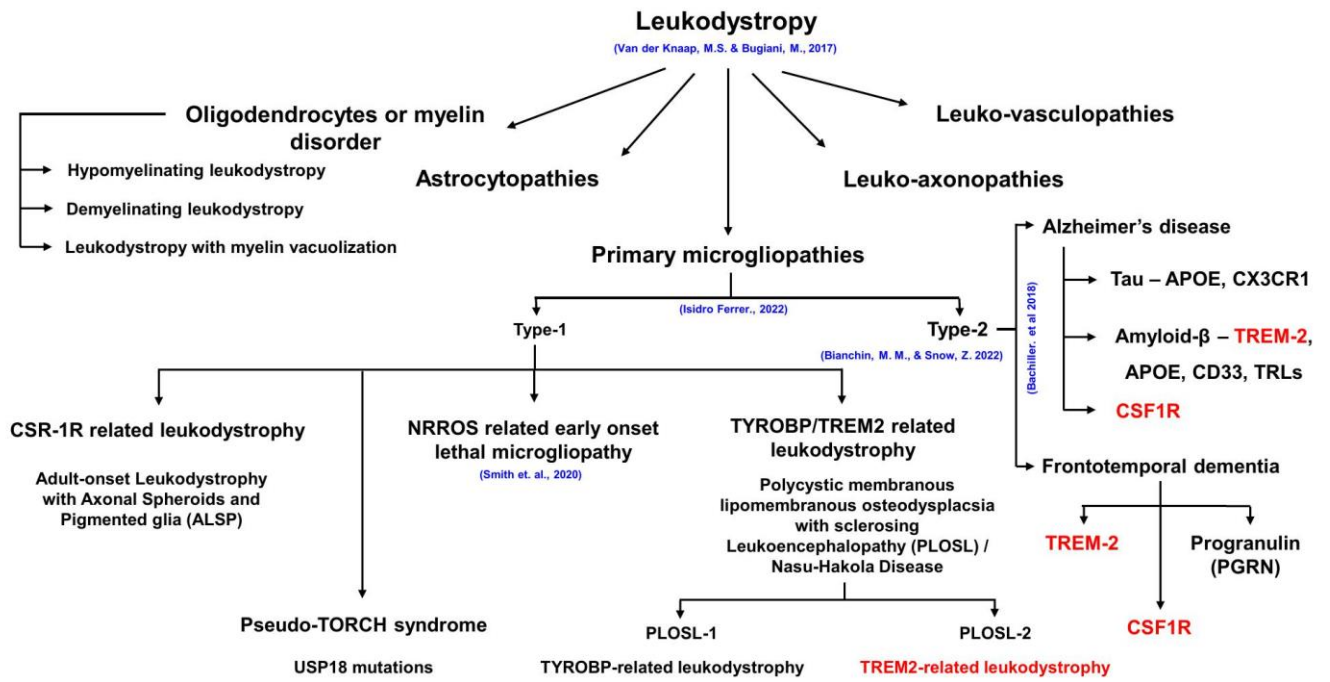 Leukodystropy
(Van der Knaap, M.S. & Bugiani, M., 2017)
Oligodendrocytes or myelin
disorder
Hypomyelinating leukodystropy
Demyelinating leukodystropy
Leukodystropy with myelin vacuolization
Astrocytopathies
Primary microgliopathies
Leuko-axonopathies
Leuko-vasculopathies
(Isidro Ferrer., 2022)
Type-1
Type-2
(Bianchin, M. M., & Snow, Z. 2022)
CSR-1R related leukodystrophy
Adult-onset Leukodystrophy
with Axonal Spheroids and
Pigmented glia (ALSP)
Pseudo-TORCH syndrome
USP18 mutations
NRROS related early onset
lethal microgliopathy
(Smith et. al., 2020)
TYROBP/TREM2 related
leukodystrophy
Polycystic membranous
lipomembranous osteodysplacsia
with sclerosing
Leukoencephalopathy (PLOSL) /
Nasu-Hakola Disease
PLOSL-1
TYROBP-related leukodystrophy
PLOSL-2
TREM2-related leukodystrophy
(Bachiller. et al 2018)
Alzheimer's disease
Tau – APOE, CX3CR1
Amyloid-β – TREM-2,
APOE, CD33, TRLs
CSF1R
Frontotemporal dementia
TREM-2
CSF1R
Progranulin
(PGRN)